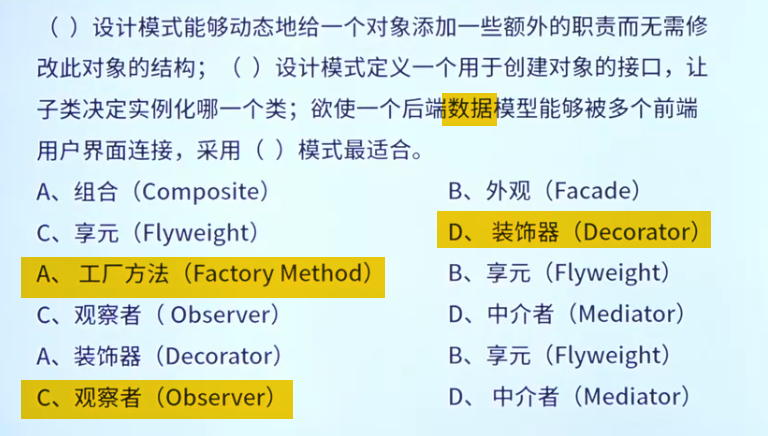 （ ）设计模式能够动态地给一个对象添加一些额外的职责而无需修
改此对象的结构；（ ）设计模式定义一个用于创建对象的接口，让
子类决定实例化哪一个类；欲使一个后端数据模型能够被多个前端
用户界面连接，采用（ ）模式最适合。
A、组合（Composite） B、外观（Facade）
C、享元（Flyweight） D、 装饰器（Decorator）
A、 工厂方法（Factory Method） B、享元（Flyweight）
C、观察者（ Observer） D、中介者（Mediator）
A、装饰器（Decorator） B、享元（Flyweight）
C、观察者（Observer） D、 中介者（Mediator）